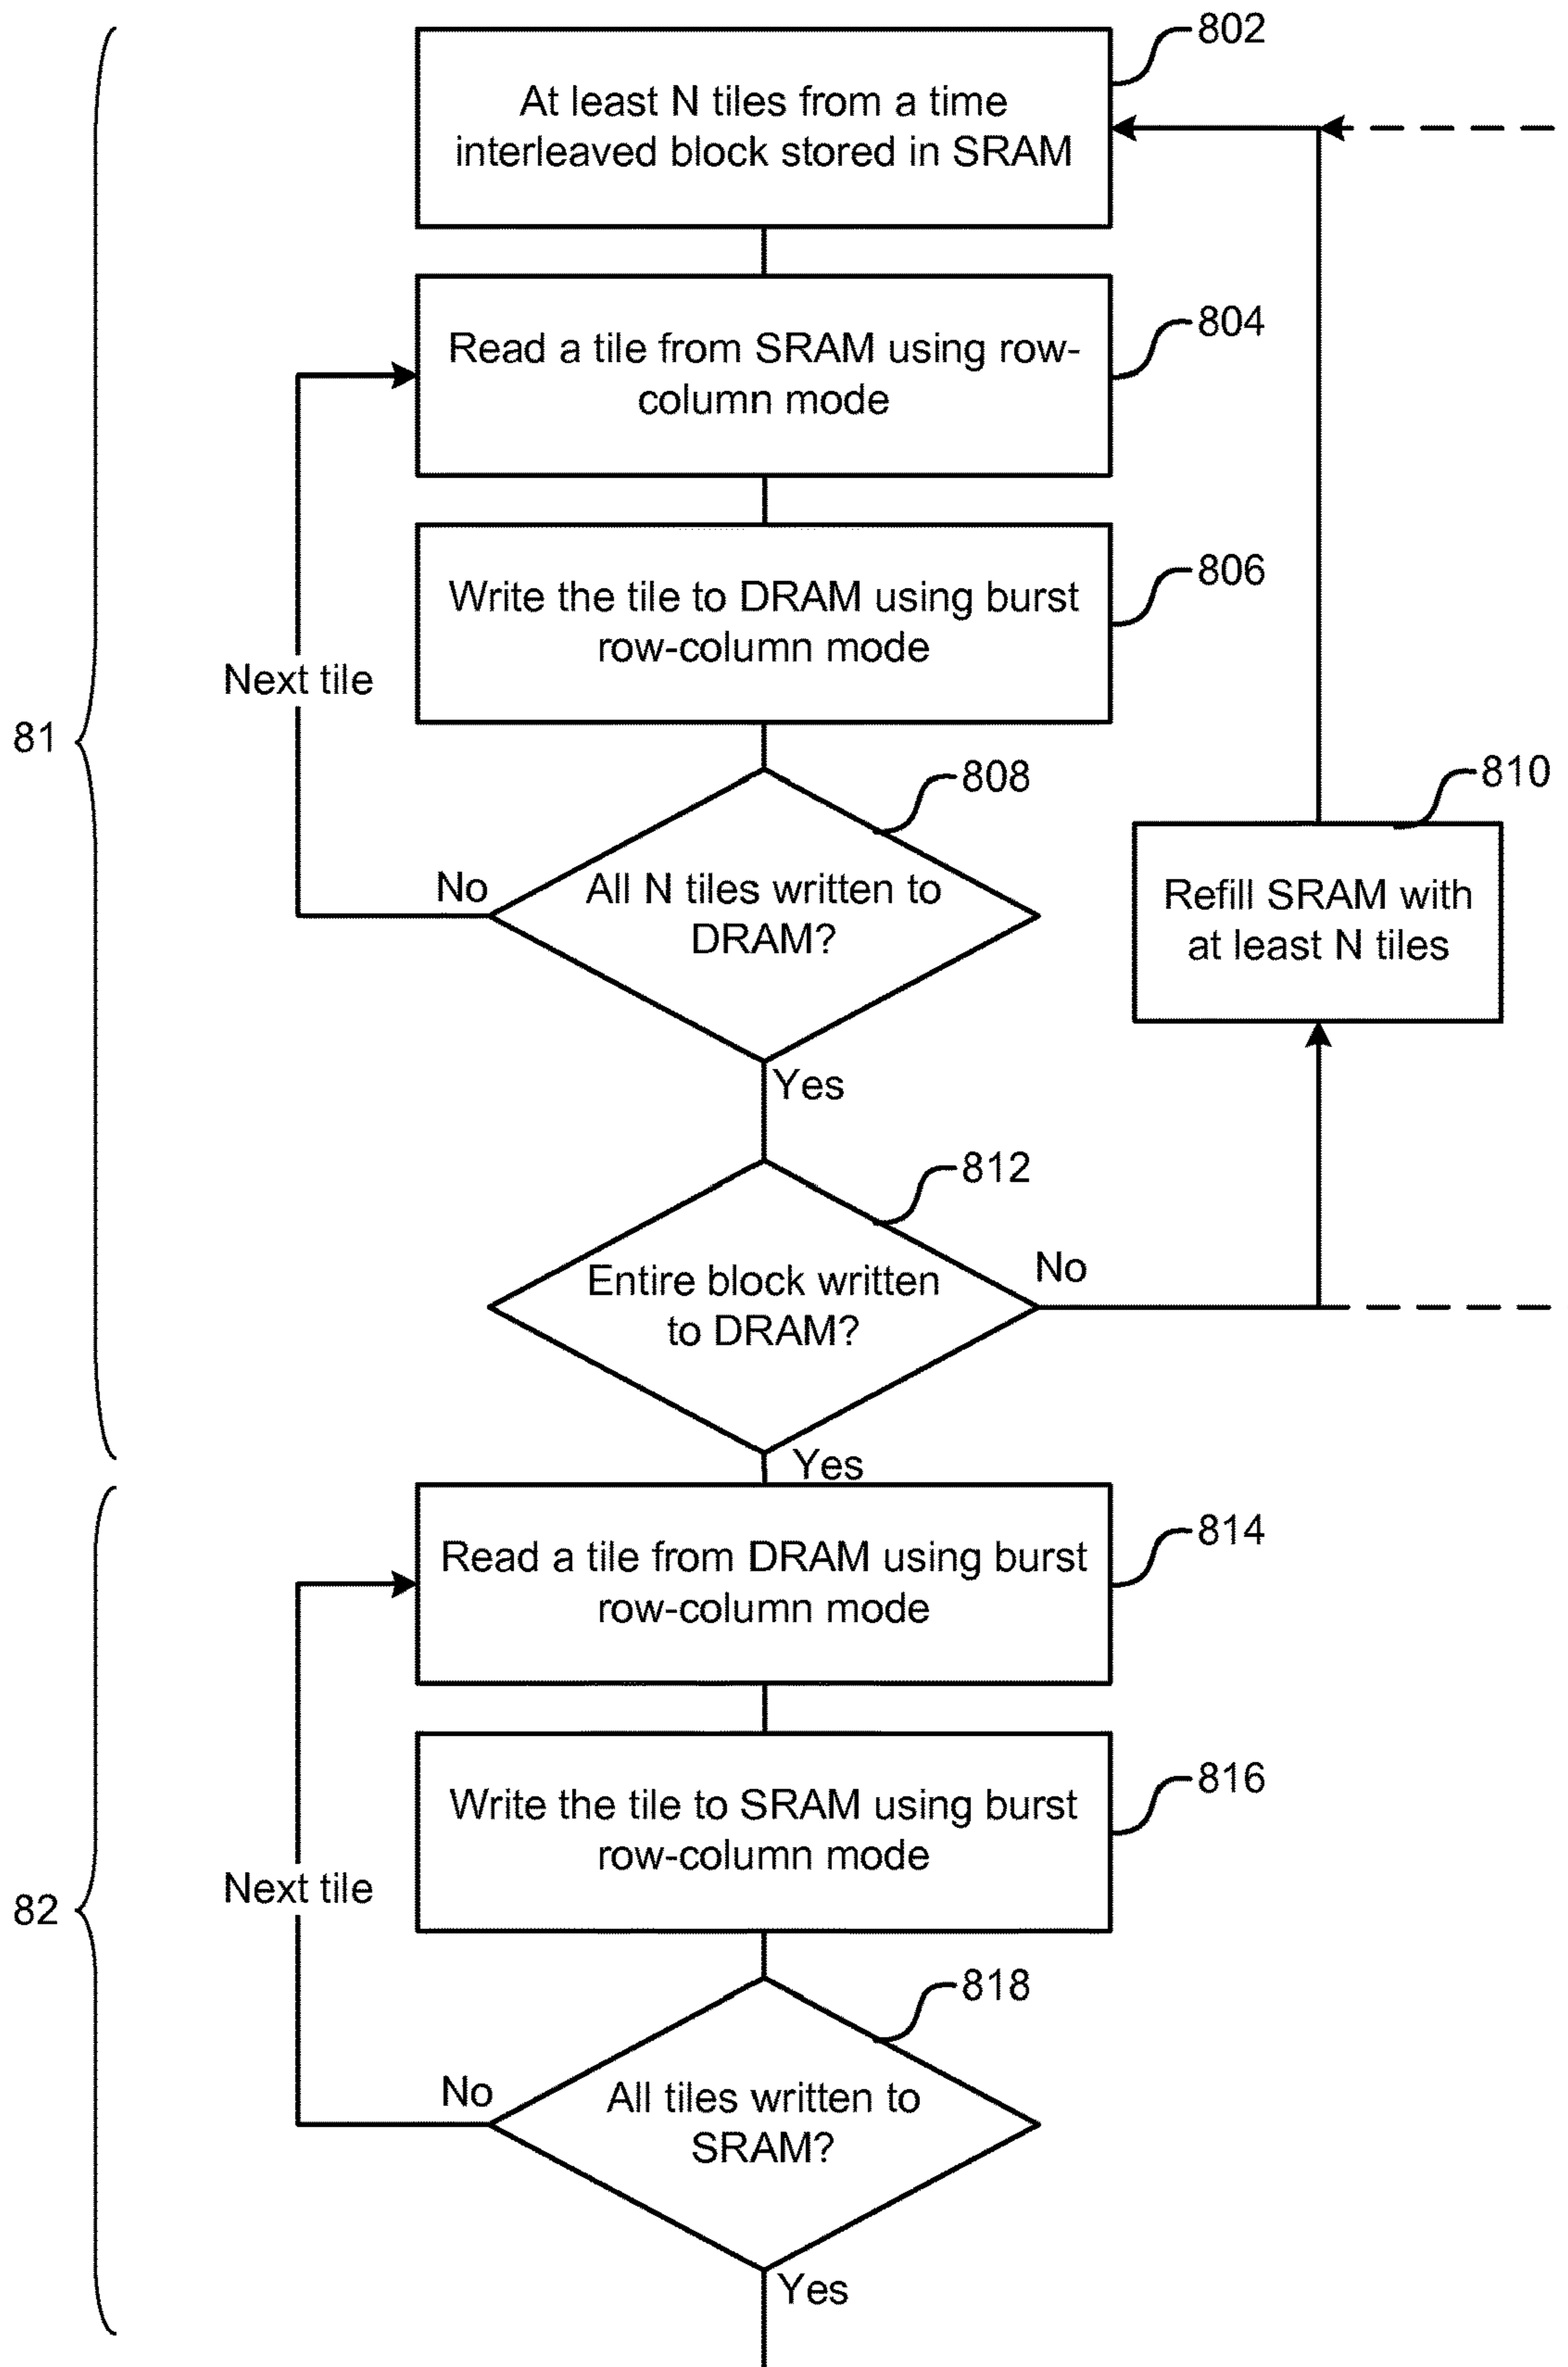 802
At least N tiles from a time
interleaved block stored in SRAM
804
Read a tile from SRAM using row-
column mode
806
Write the tile to DRAM using burst
row-column mode
Next tile
81
808
810
No
All N tiles written to
DRAM?
Refill SRAM with
at least N tiles
Yes
812
No
Entire block written
to DRAM?
Yes
814
Read a tile from DRAM using burst
row-column mode
816
Write the tile to SRAM using burst
row-column mode
Next tile
82
818
No
All tiles written to
SRAM?
Yes